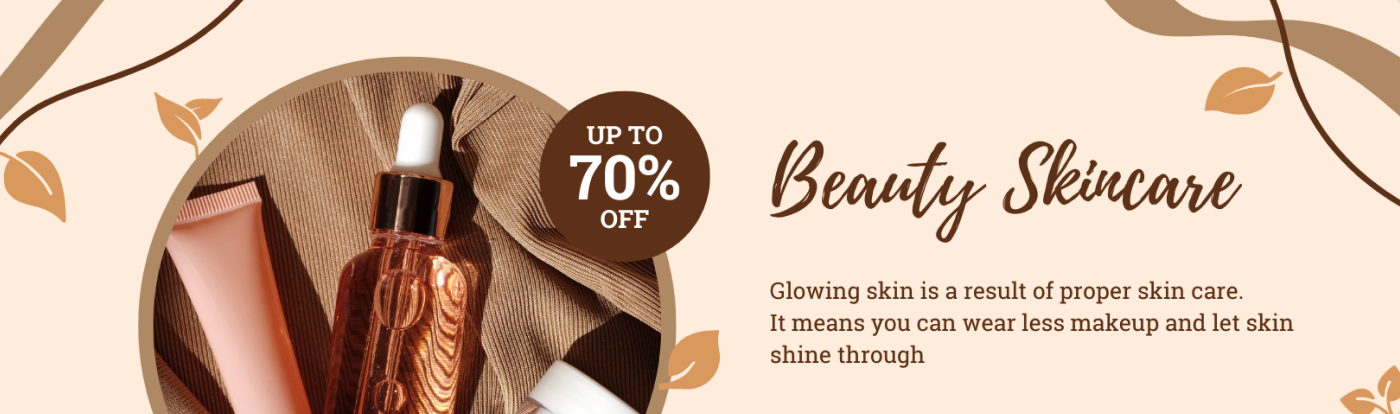 UP TO
70%
OFF
Beauty Skincare
Glowing skin is a result of proper skin care.
It means you can wear less makeup and let skin
shine through